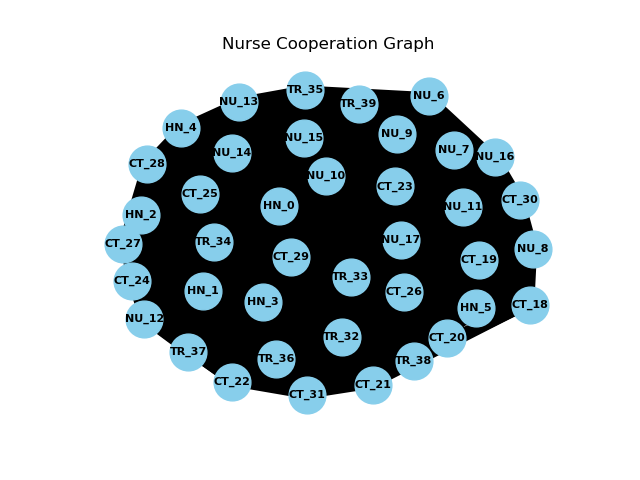 Nurse Cooperation Graph
TR_35
NU_6
NU_13
TR_39
HN_4
NU_15
NU_9
NU_14
NU_7
NU_16
CT_28
NU_10
CT_23
CT_25
CT_30
HN_0
NU_11
HN_2
TR_34
NU_17
CT_27
NU_8
CT_29
CT_19
CT_24
TR_33
HN_1
CT_26
HN_3
CT_18
HN_5
NU_12
TR_32
CT_20
TR_37
TR_36
TR_38
CT_22
CT_21
CT_31